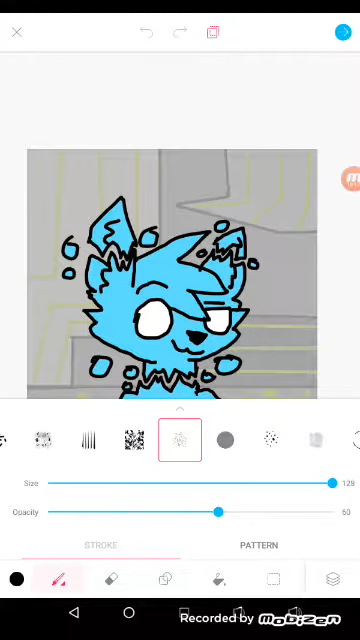 Size
128
Opacity
60
STROKE
PATTERN
Recorded by MOBIZEN